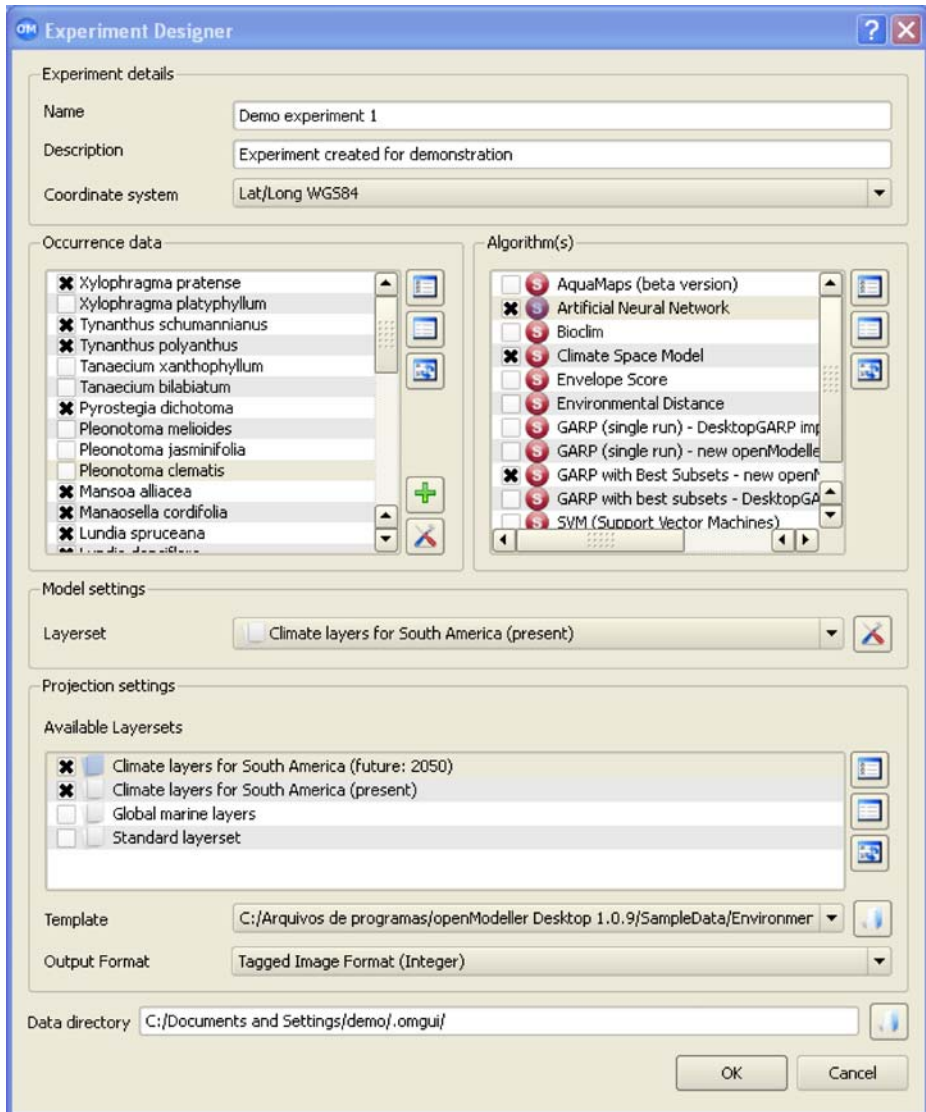 OM Experiment Designer
Experiment details
Name
Demo experiment 1
Description
Experiment created for demonstration
Coordinate system
Lat/Long WGS84
Occurrence data
Xylophragma pratense
Xylophragma platyphyllum
Tynanthus schumannianus
Tynanthus polyanthus
Tanaecium xanthophyllum
Tanaecium bilabiatum
Pyrostegia dichotoma
Pleonotoma melioides
Pleonotoma jasminifolia
Pleonotoma clematis
Mansoa alliacea
Manaosella cordifolia
Lundia spruceana
Lundia densiflora
Algorithm(s)
S AquaMaps (beta version)
S Artificial Neural Network
S Bioclim
S Climate Space Model
S Envelope Score
S Environmental Distance
S GARP (single run) - DesktopGARP imp
S GARP (single run) - new openModelle
S GARP with Best Subsets - new openM
S GARP with best subsets - DesktopGA
S SVM (Support Vector Machines)
Model settings
Layerset
Climate layers for South America (present)
Projection settings
Available Layersets
Climate layers for South America (future: 2050)
Climate layers for South America (present)
Global marine layers
Standard layerset
Template
C:/Arquivos de programas/openModeller Desktop 1.0.9/SampleData/Environmer
Output Format
Tagged Image Format (Integer)
Data directory
C:/Documents and Settings/demo/.omgui/
OK
Cancel